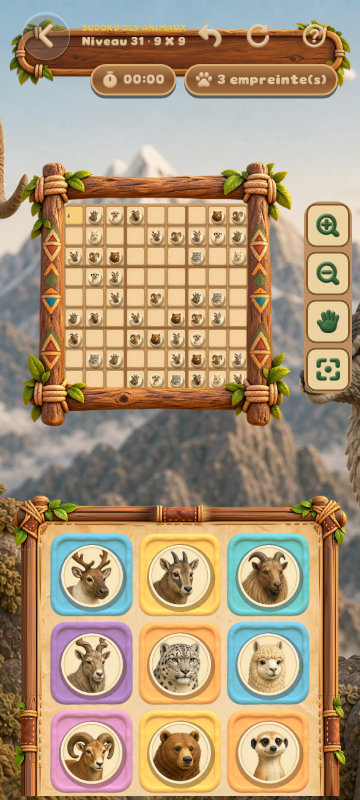 SUDOKU DES ANIMAUX
Niveau 31 · 9 X 9
?
00:00
3 empreinte(s)